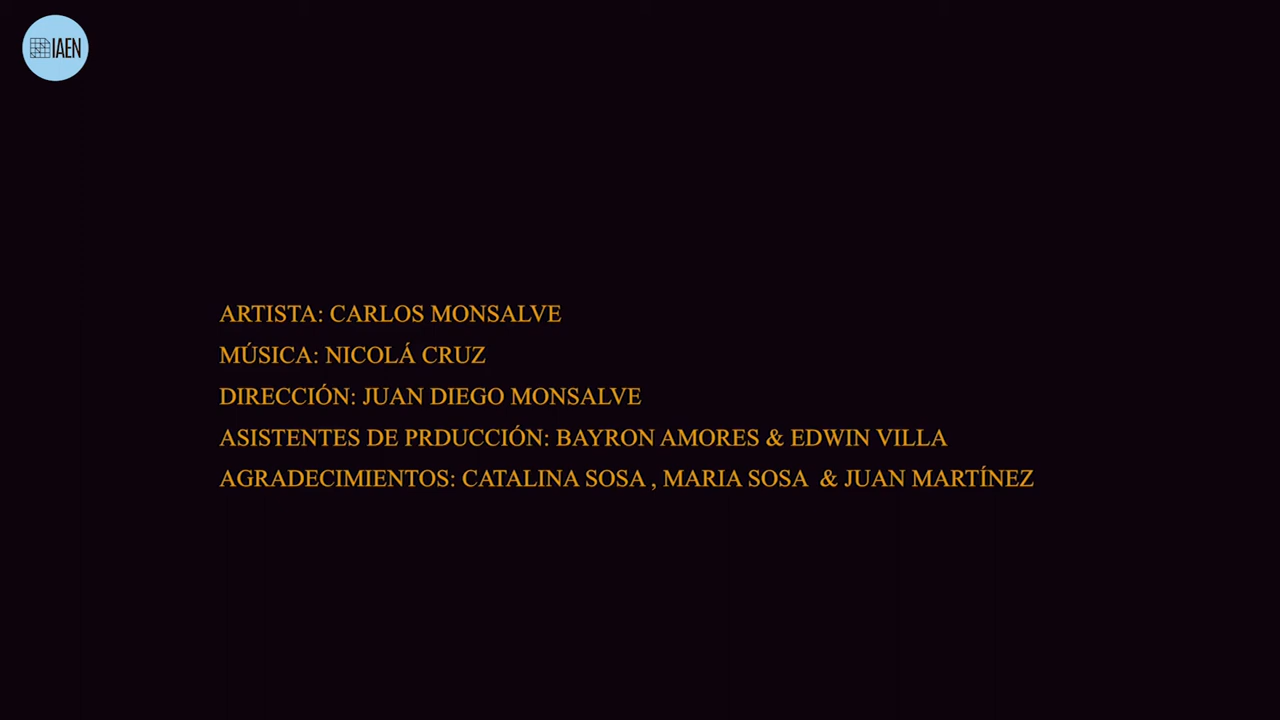 IAEN
ARTISTA: CARLOS MONSALVE
MÚSICA: NICOLÁ CRUZ
DIRECCIÓN: JUAN DIEGO MONSALVE
ASISTENTES DE PRDUCCIÓN: BAYRON AMORES & EDWIN VILLA
AGRADECIMIENTOS: CATALINA SOSA , MARIA SOSA  & JUAN MARTÍNEZ